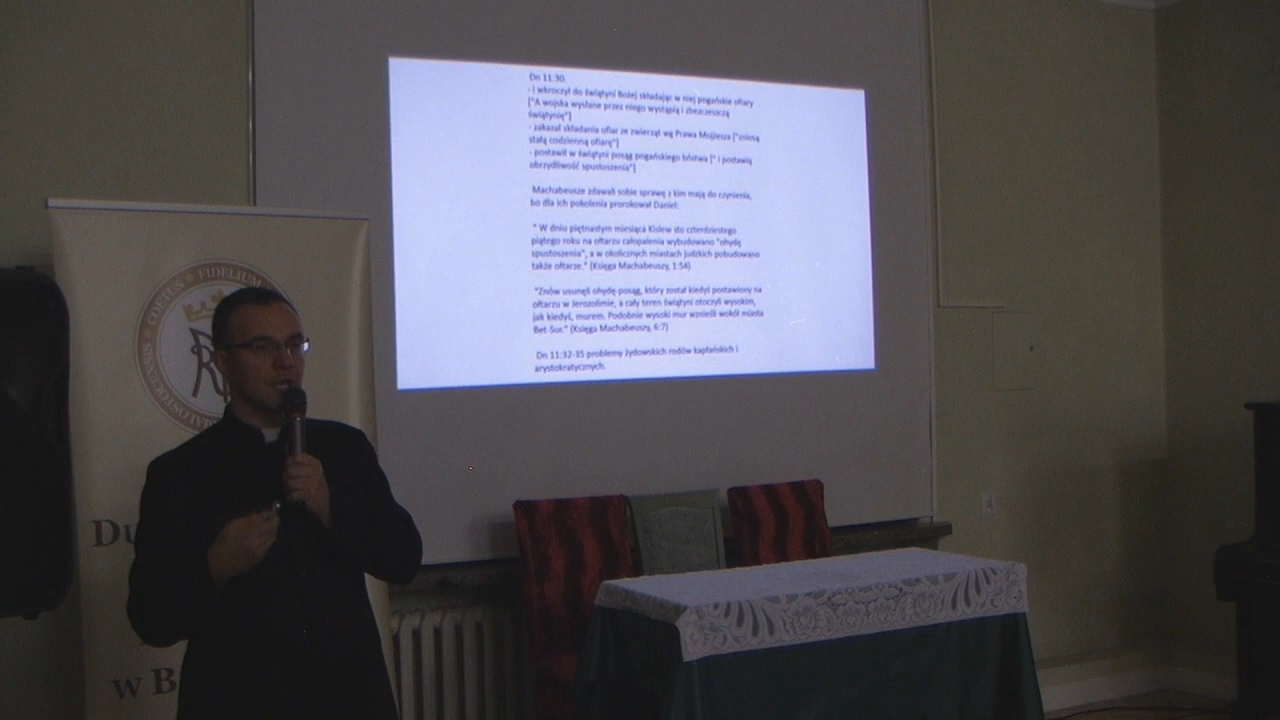 Dn 11:30.
- i wkroczył do świątyni Bożej składając w niej pogańskie ofiary
["A wojska wysłane przez niego wystąpią i zbezczeszczą
świątynię"]
- zakazał składania ofiar ze zwierząt wg Prawa Mojżesza ["zniosą
stałą codzienną ofiarę"]
- postawił w świątyni posąg pogańskiego bóstwa [" i postawią
obrzydliwość spustoszenia"]
Machabeusze zdawali sobie sprawę z kim mają do czynienia,
bo dla ich pokolenia prorokował Daniel:
" W dniu piętnastym miesiąca Kislew sto czterdziestego
piątego roku na ołtarzu całopalenia wybudowano "ohydę
spustoszenia", a w okolicznych miastach judzkich pobudowano
także ołtarze." (Księga Machabeuszy, 1:54)
"Znów usunęli ohydę-posąg, który został kiedyś postawiony na
ołtarzu w Jerozolimie, a cały teren świątyni otoczyli wysokim,
jak kiedyś, murem. Podobnie wysoki mur wznieśli wokół miasta
Bet-Sur." (Księga Machabeuszy, 6:7)
Dn 11:32-35 problemy żydowskich rodów kapłańskich i
arystokratycznych.
COETUS FIDELIUM
Du
w B